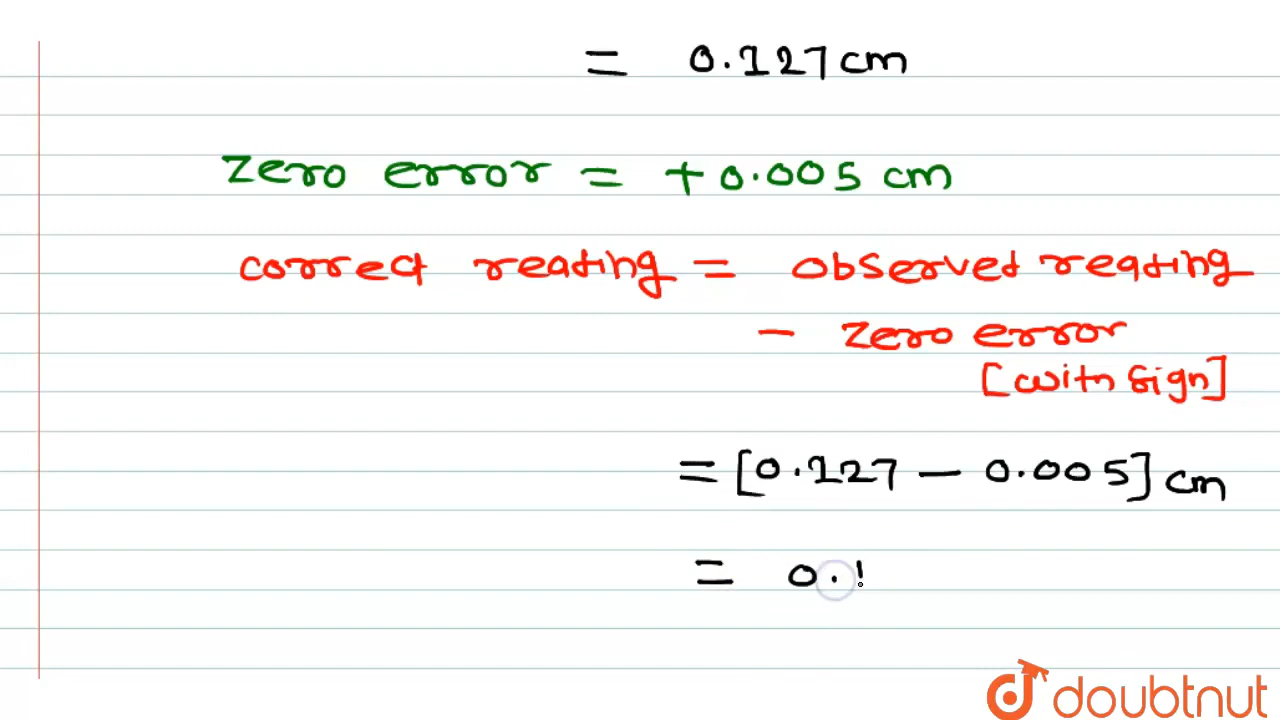 = 0.127 cm
zero error = + 0.005 cm
correct reading = observed reading
- zero error
[with sign]
= [0.127 - 0.005] cm
= 0.1
doubtnut